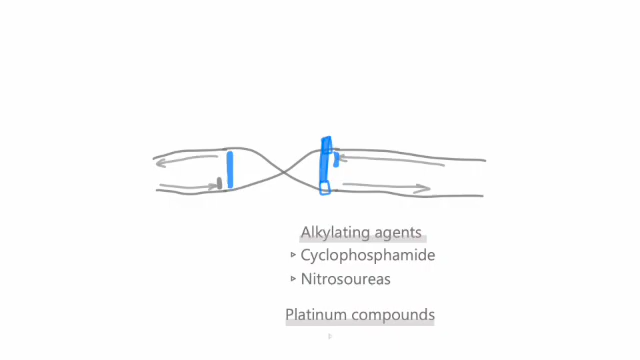 Alkylating agents
Cyclophosphamide
Nitrosoureas
Platinum compounds